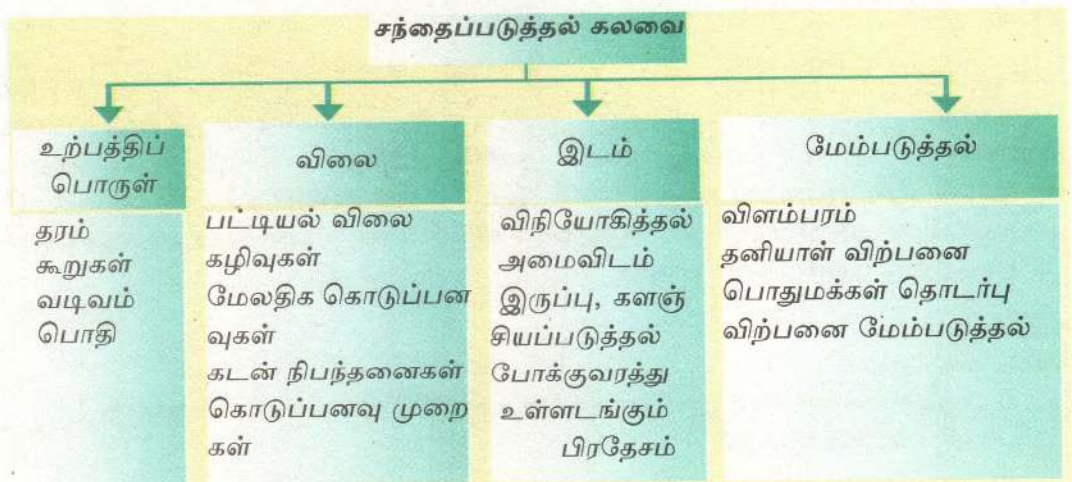 சந்தைப்படுத்தல் கலவை
உற்பத்திப்
பொருள்
தரம்
கூறுகள்
வடிவம்
பொதி
விலை
பட்டியல் விலை
கழிவுகள்
மேலதிக கொடுப்பன
வுகள்
கடன் நிபந்தனைகள்
கொடுப்பனவு முறை
கள்
இடம்
விநியோகித்தல்
அமைவிடம்
இருப்பு, களஞ்
சியப்படுத்தல்
போக்குவரத்து
உள்ளடங்கும்
பிரதேசம்
மேம்படுத்தல்
விளம்பரம்
தனியாள் விற்பனை
பொதுமக்கள் தொடர்பு
விற்பனை மேம்படுத்தல்